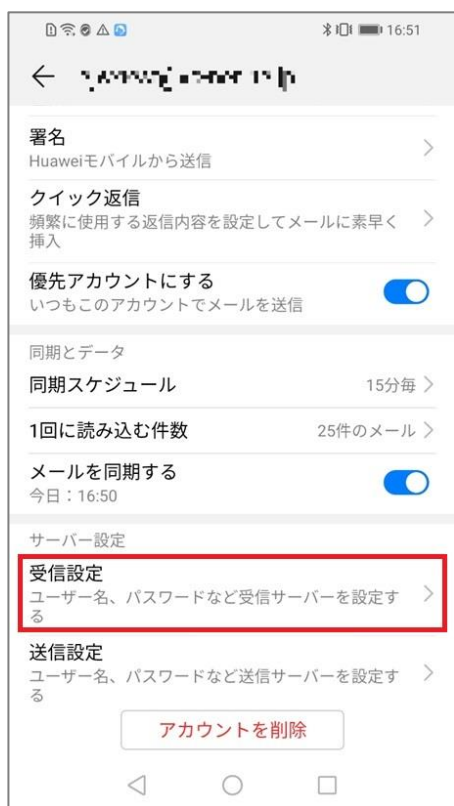 16:51
署名
Huaweiモバイルから送信
クイック返信
頻繁に使用する返信内容を設定してメールに素早く
挿入
優先アカウントにする
いつもこのアカウントでメールを送信
同期とデータ
同期スケジュール 15分毎
1回に読み込む件数 25件のメール
メールを同期する
今日：16:50
サーバー設定
受信設定
ユーザー名、パスワードなど受信サーバーを設定す
る
送信設定
ユーザー名、パスワードなど送信サーバーを設定す
る
アカウントを削除